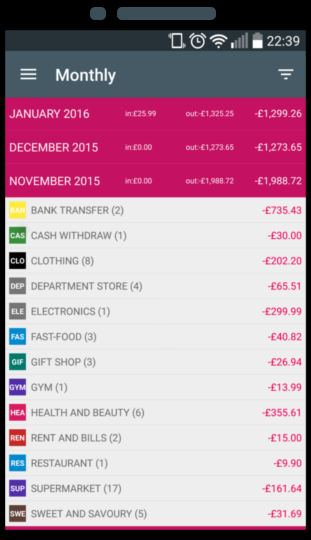 22:39
Monthly
JANUARY 2016 in:£25.99 out:-£1,325.25 -£1,299.26
DECEMBER 2015 in:£0.00 out:-£1,273.65 -£1,273.65
NOVEMBER 2015 in:£0.00 out:-£1,988.72 -£1,988.72
BAN BANK TRANSFER (2) -£735.43
CAS CASH WITHDRAW (1) -£30.00
CLO CLOTHING (8) -£202.20
DEP DEPARTMENT STORE (4) -£65.51
ELE ELECTRONICS (1) -£299.99
FAS FAST-FOOD (3) -£40.82
GIF GIFT SHOP (3) -£26.94
GYM GYM (1) -£13.99
HEA HEALTH AND BEAUTY (6) -£355.61
REN RENT AND BILLS (2) -£15.00
RES RESTAURANT (1) -£9.90
SUP SUPERMARKET (17) -£161.64
SWE SWEET AND SAVOURY (5) -£31.69